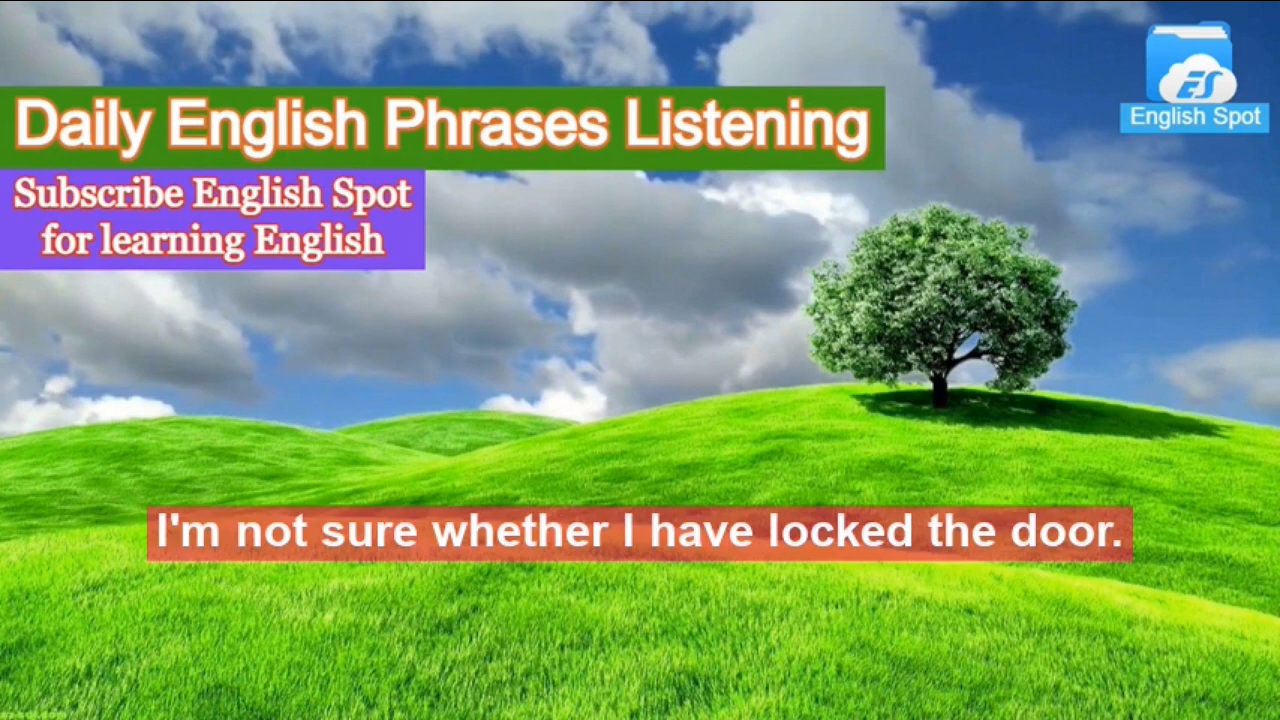 Daily English Phrases Listening
Subscribe English Spot
for learning English
ES
English Spot
I'm not sure whether I have locked the door.